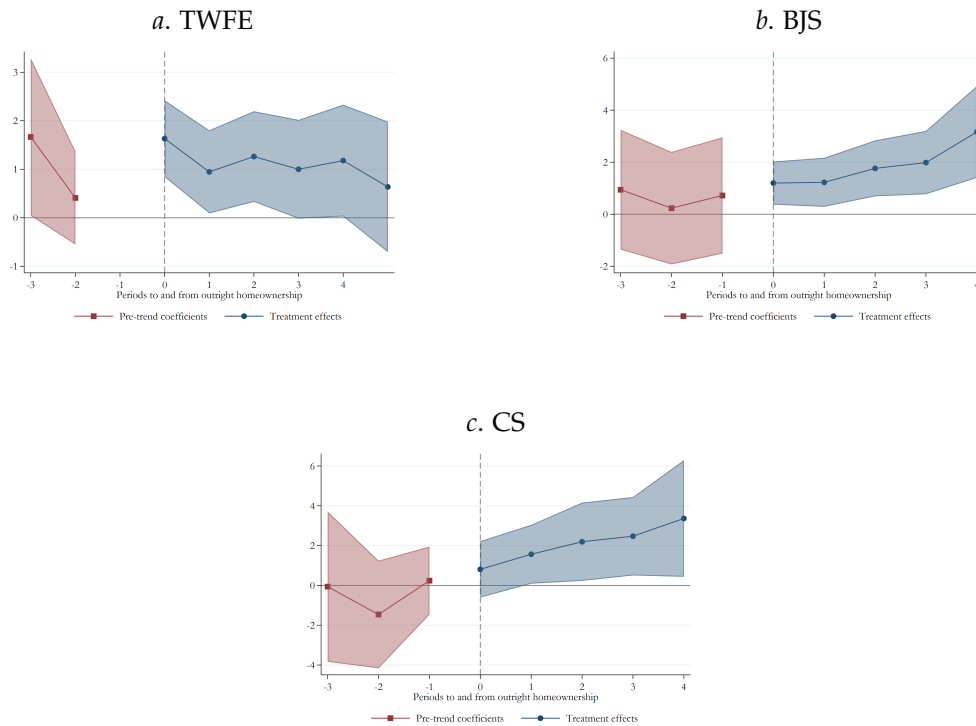 a. TWFE
3
2
1
0
-1
-3 -2 -1 0 1 2 3 4
Periods to and from outright homeownership
Pre-trend coefficients Treatment effects
b. BJS
6
4
2
0
-2
-3 -2 -1 0 1 2 3 4
Periods to and from outright homeownership
Pre-trend coefficients Treatment effects
c. CS
6
4
2
0
-2
-4
-3 -2 -1 0 1 2 3 4
Periods to and from outright homeownership
Pre-trend coefficients Treatment effects